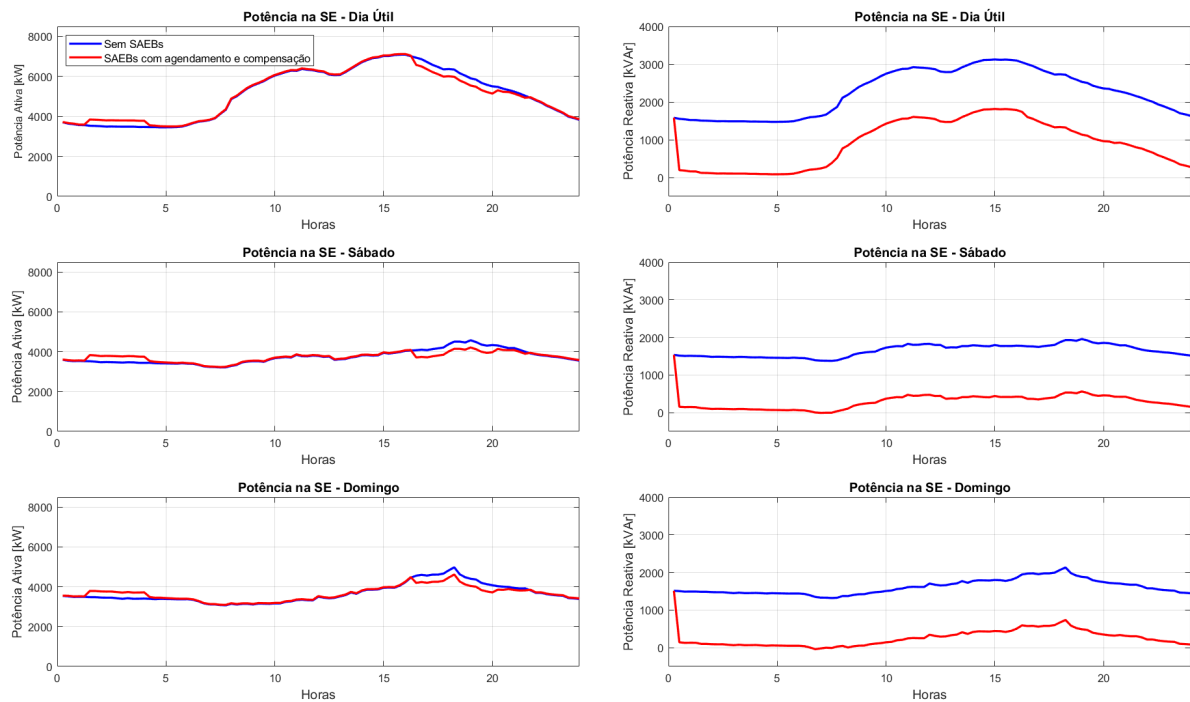 Potência na SE - Dia Útil
Potência Ativa [kW]
8000
6000
4000
2000
0
Sem SAEBs
SAEBs com agendamento e compensação
0 5 10 15 20
Horas
Potência na SE - Dia Útil
Potência Reativa [kVAr]
4000
3000
2000
1000
0
0 5 10 15 20
Horas
Potência na SE - Sábado
Potência Ativa [kW]
8000
6000
4000
2000
0
0 5 10 15 20
Horas
Potência na SE - Sábado
Potência Reativa [kVAr]
4000
3000
2000
1000
0
0 5 10 15 20
Horas
Potência na SE - Domingo
Potência Ativa [kW]
8000
6000
4000
2000
0
0 5 10 15 20
Horas
Potência na SE - Domingo
Potência Reativa [kVAr]
4000
3000
2000
1000
0
0 5 10 15 20
Horas